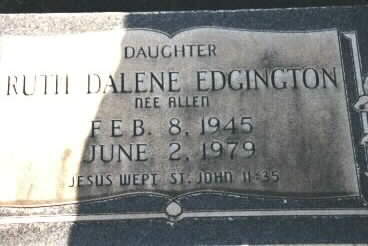 DAUGHTER
RUTH DALENE EDGINGTON
NEE ALLEN
FEB. 8, 1945
JUNE 2, 1979
JESUS WEPT ST. JOHN 11:35